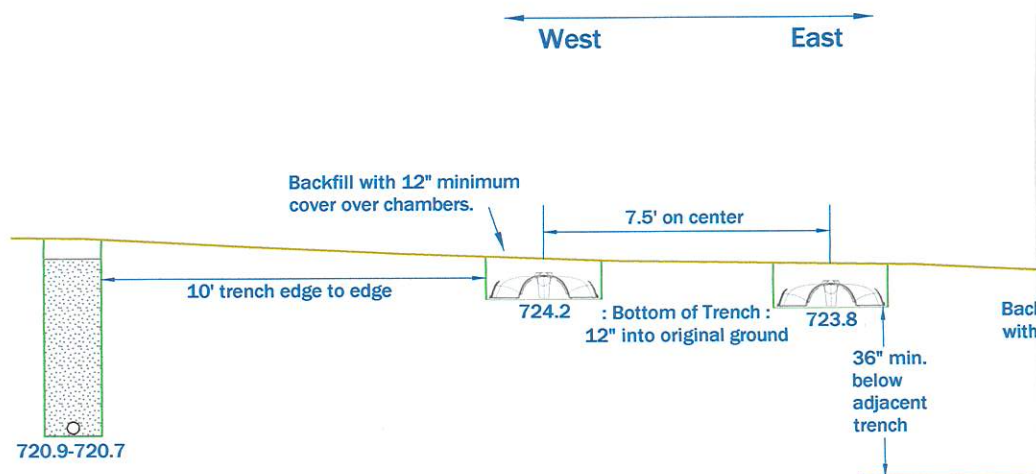 West East
Backfill with 12" minimum
cover over chambers.
7.5' on center
10' trench edge to edge
724.2 : Bottom of Trench : 723.8
12" into original ground
Back
with
36" min.
below
adjacent
trench
720.9-720.7